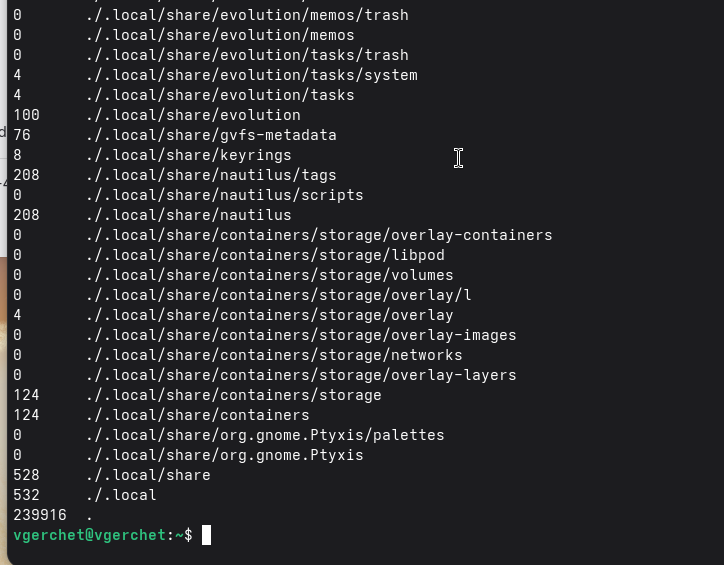 0       ./.local/share/evolution/memos/trash
0       ./.local/share/evolution/memos
0       ./.local/share/evolution/tasks/trash
4       ./.local/share/evolution/tasks/system
4       ./.local/share/evolution/tasks
100     ./.local/share/evolution
76      ./.local/share/gvfs-metadata
8       ./.local/share/keyrings
208     ./.local/share/nautilus/tags
0       ./.local/share/nautilus/scripts
208     ./.local/share/nautilus
0       ./.local/share/containers/storage/overlay-containers
0       ./.local/share/containers/storage/libpod
0       ./.local/share/containers/storage/volumes
0       ./.local/share/containers/storage/overlay/l
4       ./.local/share/containers/storage/overlay
0       ./.local/share/containers/storage/overlay-images
0       ./.local/share/containers/storage/networks
0       ./.local/share/containers/storage/overlay-layers
124     ./.local/share/containers/storage
124     ./.local/share/containers
0       ./.local/share/org.gnome.Ptyxis/palettes
0       ./.local/share/org.gnome.Ptyxis
528     ./.local/share
532     ./.local
239916  .
vgerchet@vgerchet:~$